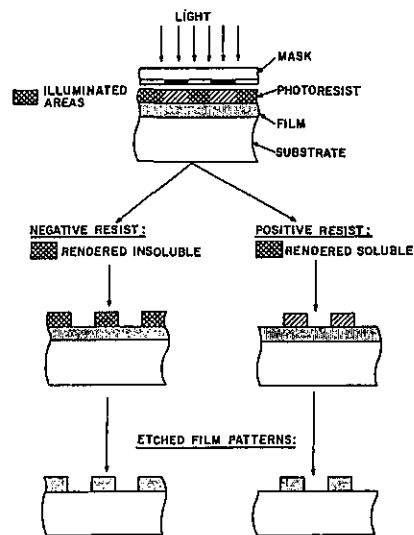 LIGHT
MASK
ILLUMINATED
AREAS
PHOTORESIST
FILM
SUBSTRATE
NEGATIVE RESIST:
RENDERED INSOLUBLE
POSITIVE RESIST:
RENDERED SOLUBLE
ETCHED FILM PATTERNS: